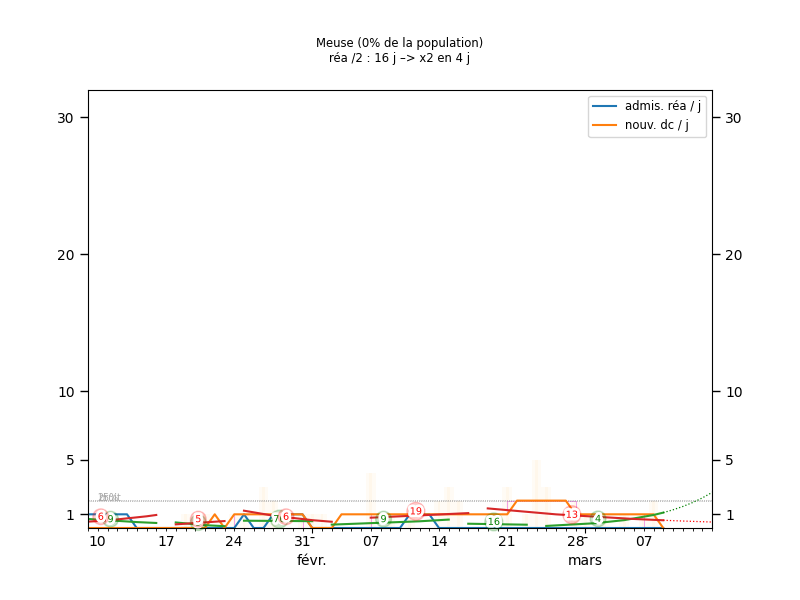 Meuse (0% de la population)
réa /2 : 16 j –> x2 en 4 j
admis. réa / j
nouv. dc / j
30 30
20 20
10 10
5 5
1 1
6 9 5 7 6 9 19 16 13 4
10 17 24 31- 07 14 21 28- 07
févr. mars